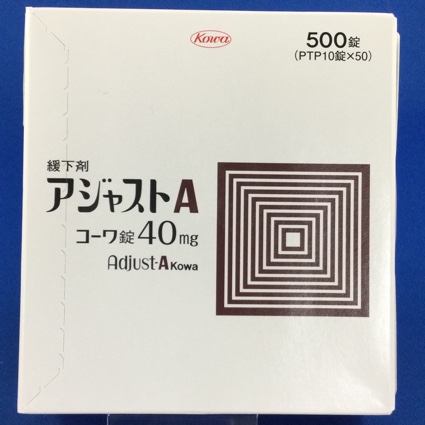 Kowa
500錠
(PTP10錠×50)
緩下剤
アジャストA
コーワ錠40mg
Adjust-A Kowa